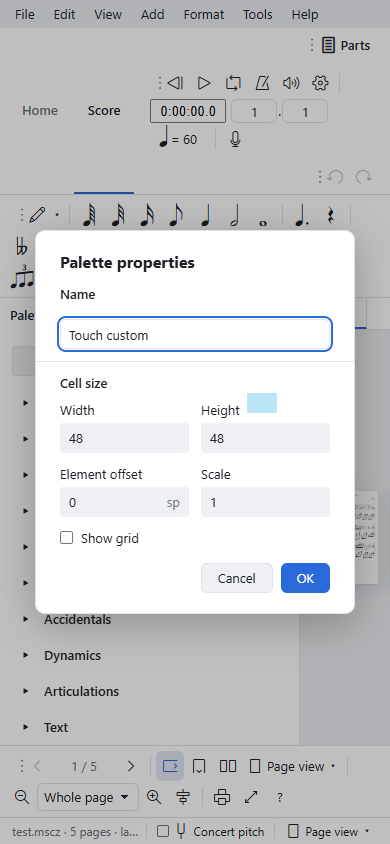 File Edit View Add Format Tools Help
Parts
Home Score 0:00:00.0 1 . 1
= 60
3
Pale
Palette properties
Name
Touch custom
Cell size
Width Height
48 48
Element offset Scale
0 sp 1
Show grid
Cancel OK
Accidentals
Dynamics
Articulations
Text
1 / 5 Page view
Whole page ?
test.mscz · 5 pages · la... Concert pitch Page view